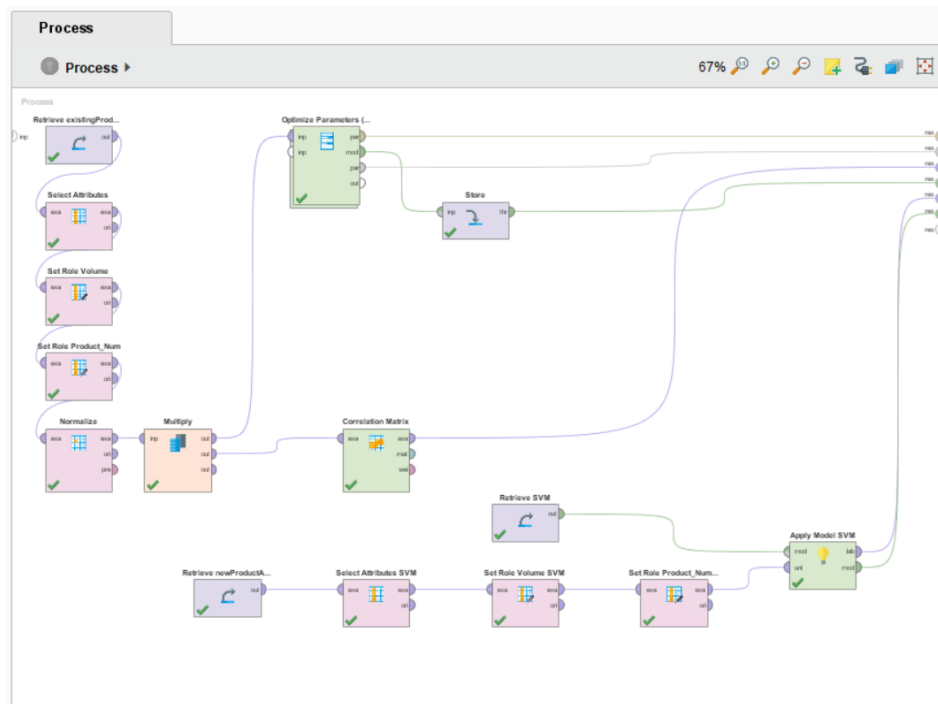 Process
Process
67%
Process
inp
Retrieve existingProd...
out
Select Attributes
exa exa
ori
Set Role Volume
exa exa
ori
Set Role Product_Num
exa exa
ori
Normalize
exa exa
ori
pre
Multiply
inp out
out
out
Optimize Parameters (...
inp par
inp mod
par
out
Store
inp thr
Correlation Matrix
exa exa
mat
wei
Retrieve SVM
out
Apply Model SVM
mod lab
unl mod
Retrieve newProductA...
out
Select Attributes SVM
exa exa
ori
Set Role Volume SVM
exa exa
ori
Set Role Product_Num...
exa exa
ori
res
res
res
res
res
res
res